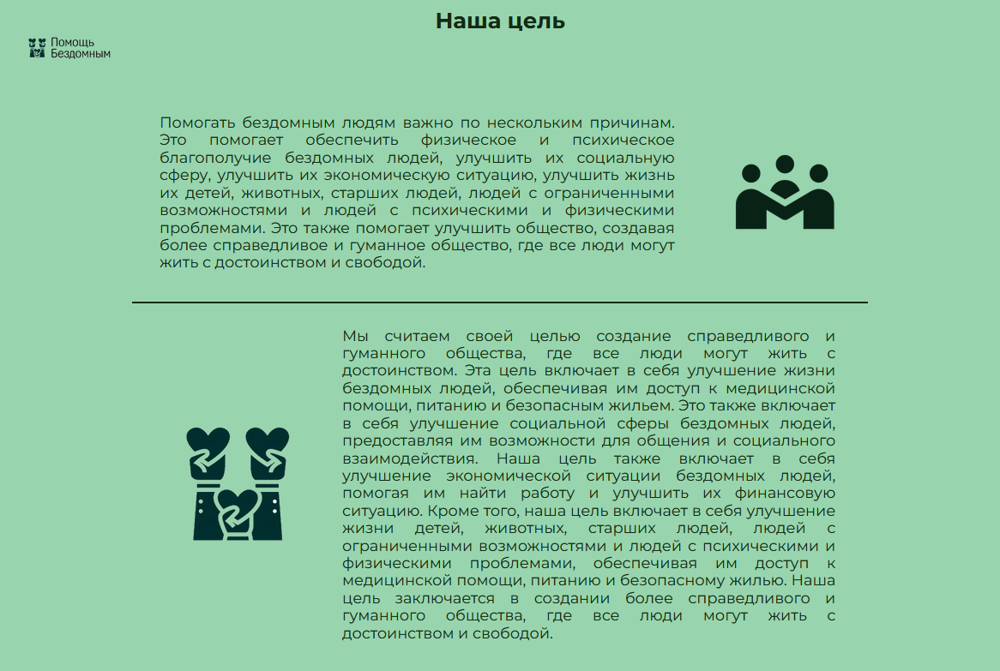 Наша цель
Помощь
Бездомным
Помогать бездомным людям важно по нескольким причинам.
Это помогает обеспечить физическое и психическое
благополучие бездомных людей, улучшить их социальную
сферу, улучшить их экономическую ситуацию, улучшить жизнь
их детей, животных, старших людей, людей с ограниченными
возможностями и людей с психическими и физическими
проблемами. Это также помогает улучшить общество, создавая
более справедливое и гуманное общество, где все люди могут
жить с достоинством и свободой.
Мы считаем своей целью создание справедливого и
гуманного общества, где все люди могут жить с
достоинством. Эта цель включает в себя улучшение жизни
бездомных людей, обеспечивая им доступ к медицинской
помощи, питанию и безопасным жильем. Это также включает
в себя улучшение социальной сферы бездомных людей,
предоставляя им возможности для общения и социального
взаимодействия. Наша цель также включает в себя
улучшение экономической ситуации бездомных людей,
помогая им найти работу и улучшить их финансовую
ситуацию. Кроме того, наша цель включает в себя улучшение
жизни детей, животных, старших людей, людей с
ограниченными возможностями и людей с психическими и
физическими проблемами, обеспечивая им доступ к
медицинской помощи, питанию и безопасному жилью. Наша
цель заключается в создании более справедливого и
гуманного общества, где все люди могут жить с
достоинством и свободой.